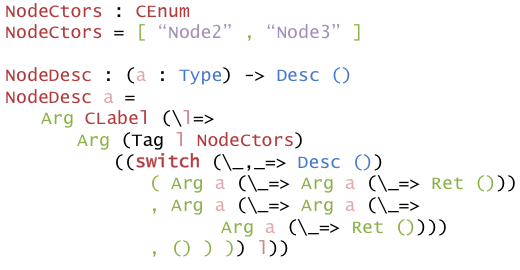 NodeCtors : CEnum
NodeCtors = [ “Node2” , “Node3” ]
NodeDesc : (a : Type) -> Desc ()
NodeDesc a =
Arg CLabel (\l=>
Arg (Tag l NodeCtors)
((switch (\_,_=> Desc ())
( Arg a (\_=> Arg a (\_=> Ret ()))
, Arg a (\_=> Arg a (\_=>
Arg a (\_=> Ret ())))
, () ) )) l))